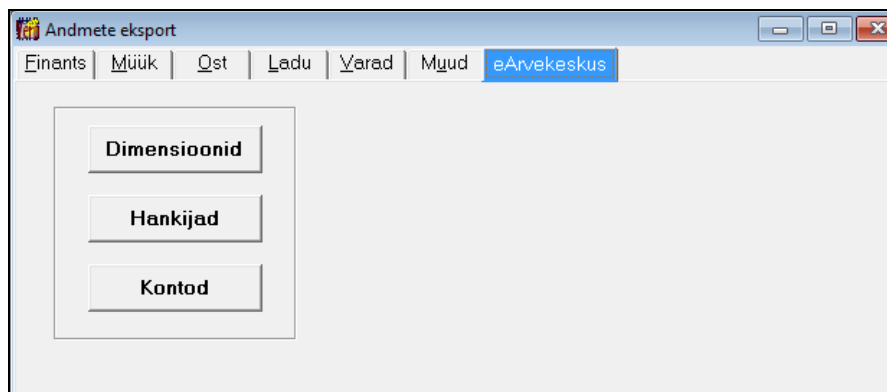 Andmete eksport
Finants Müük Ost Ladu Varad Muud eArvekeskus
Dimensioonid
Hankijad
Kontod